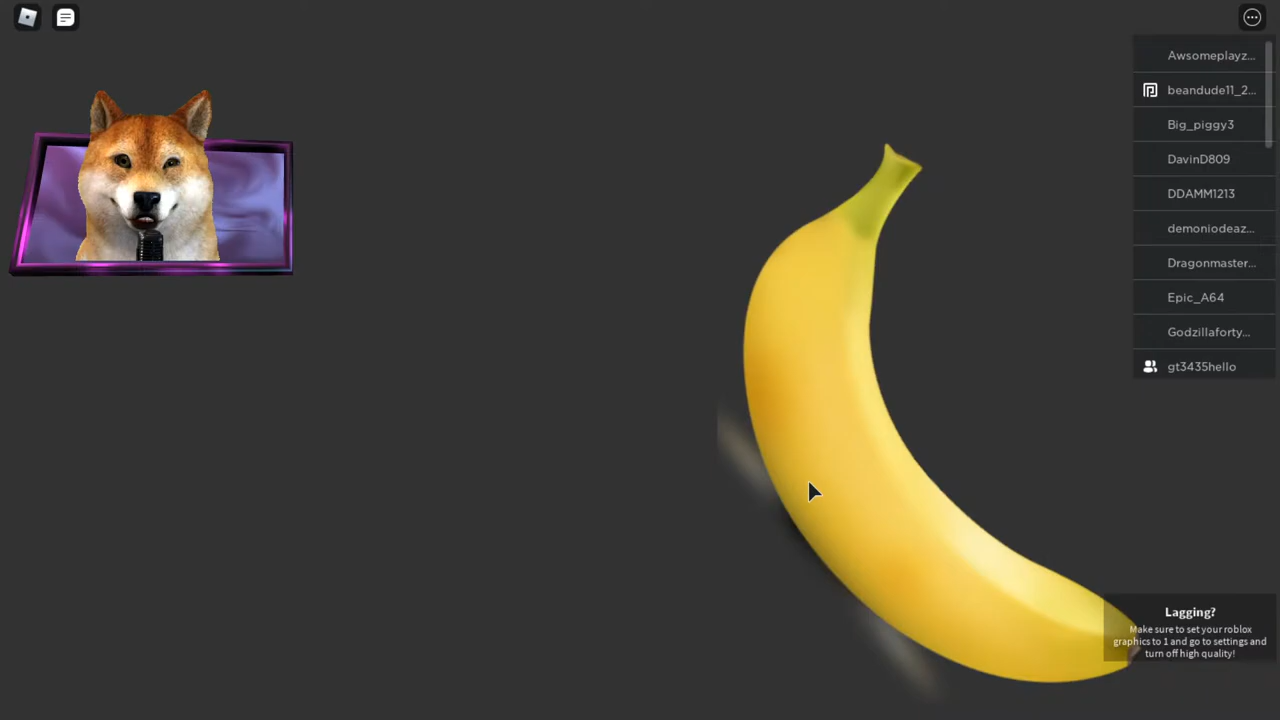 Awsomeplayz...
beandude11_2...
Big_piggy3
DavinD809
DDAMM1213
demoniodeaz...
Dragonmaster...
Epic_A64
Godzillaforty...
gt3435hello
Lagging?
Make sure to set your roblox
graphics to 1 and go to settings and
turn off high quality!